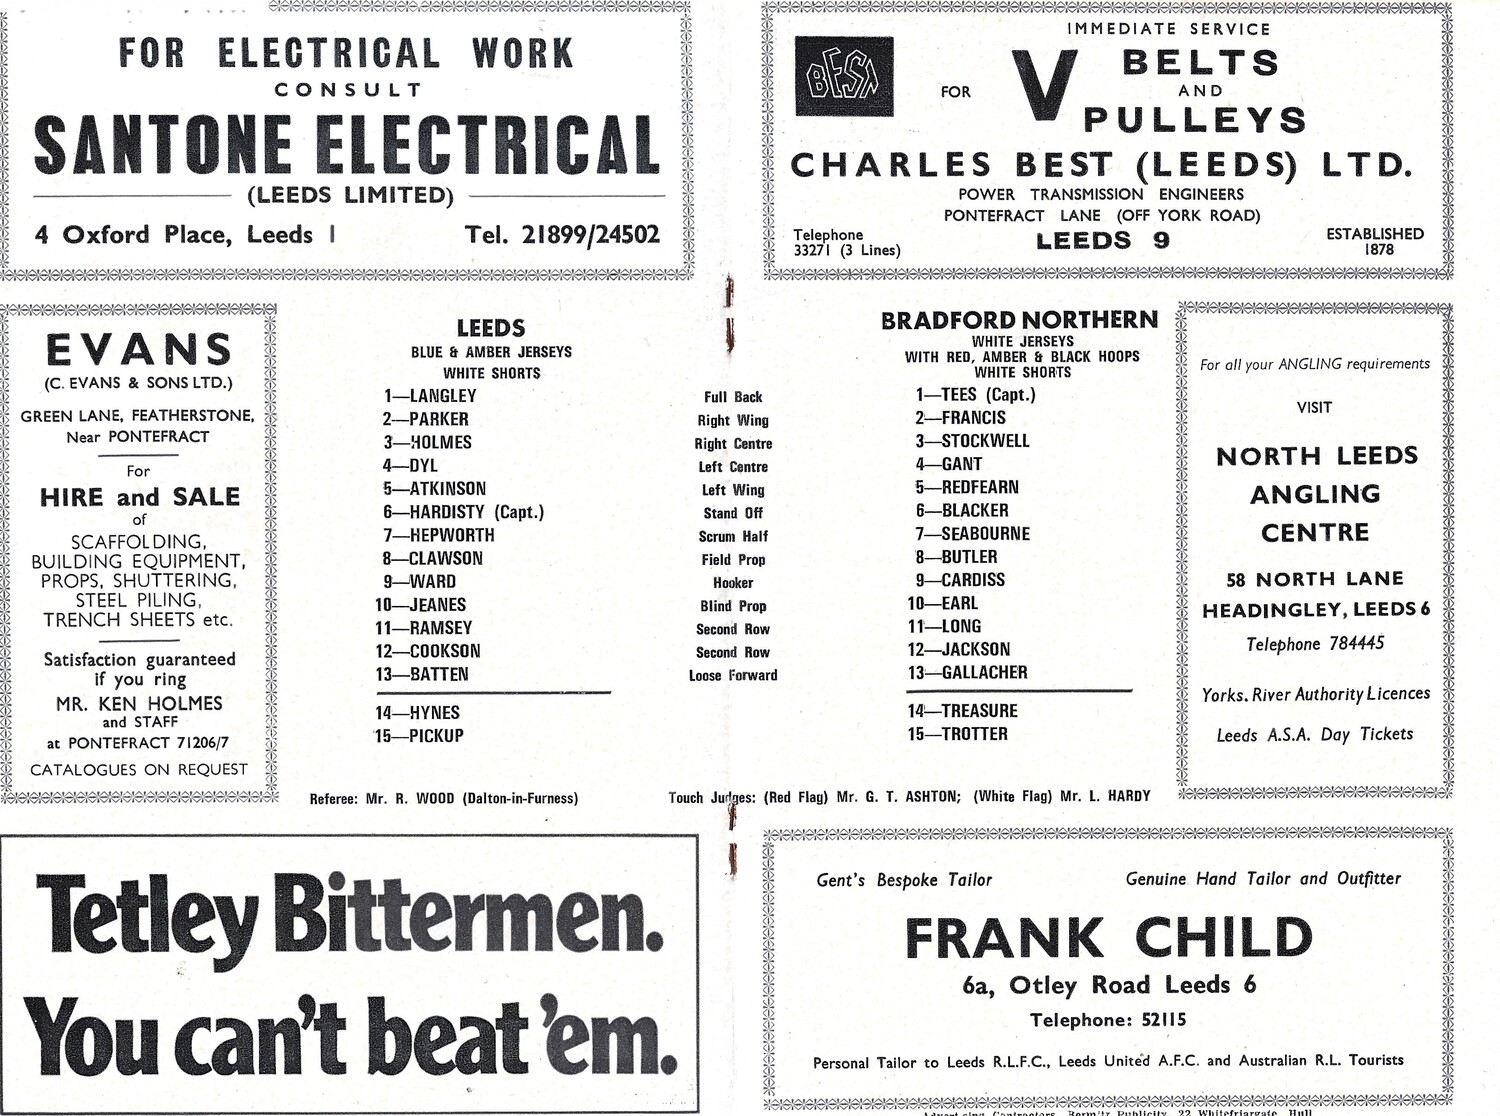 FOR ELECTRICAL WORK
CONSULT
SANTONE ELECTRICAL
(LEEDS LIMITED)
4 Oxford Place, Leeds 1
Tel. 21899/24502
IMMEDIATE SERVICE
BEST
FOR
V BELTS
AND
PULLEYS
CHARLES BEST (LEEDS) LTD.
POWER TRANSMISSION ENGINEERS
PONTEFRACT LANE (OFF YORK ROAD)
Telephone
33271 (3 Lines)
LEEDS 9
ESTABLISHED
1878
EVANS
(C. EVANS & SONS LTD.)
GREEN LANE, FEATHERSTONE,
Near PONTEFRACT
For
HIRE and SALE
of
SCAFFOLDING,
BUILDING EQUIPMENT,
PROPS, SHUTTERING,
STEEL PILING,
TRENCH SHEETS etc.
Satisfaction guaranteed
if you ring
MR. KEN HOLMES
and STAFF
at PONTEFRACT 71206/7
CATALOGUES ON REQUEST
LEEDS
BLUE & AMBER JERSEYS
WHITE SHORTS
1—LANGLEY
2—PARKER
3—HOLMES
4—DYL
5—ATKINSON
6—HARDISTY (Capt.)
7—HEPWORTH
8—CLAWSON
9—WARD
10—JEANES
11—RAMSEY
12—COOKSON
13—BATTEN
14—HYNES
15—PICKUP
Full Back
Right Wing
Right Centre
Left Centre
Left Wing
Stand Off
Scrum Half
Field Prop
Hooker
Blind Prop
Second Row
Second Row
Loose Forward
BRADFORD NORTHERN
WHITE JERSEYS
WITH RED, AMBER & BLACK HOOPS
WHITE SHORTS
1—TEES (Capt.)
2—FRANCIS
3—STOCKWELL
4—GANT
5—REDFEARN
6—BLACKER
7—SEABOURNE
8—BUTLER
9—CARDISS
10—EARL
11—LONG
12—JACKSON
13—GALLACHER
14—TREASURE
15—TROTTER
Referee: Mr. R. WOOD (Dalton-in-Furness)
Touch Judges: (Red Flag) Mr. G. T. ASHTON; (White Flag) Mr. L. HARDY
For all your ANGLING requirements
VISIT
NORTH LEEDS
ANGLING
CENTRE
58 NORTH LANE
HEADINGLEY, LEEDS 6
Telephone 784445
Yorks. River Authority Licences
Leeds A.S.A. Day Tickets
Tetley Bittermen.
You can't beat 'em.
Gent's Bespoke Tailor
Genuine Hand Tailor and Outfitter
FRANK CHILD
6a, Otley Road Leeds 6
Telephone: 52115
Personal Tailor to Leeds R.L.F.C., Leeds United A.F.C. and Australian R.L. Tourists
Advertising Contractors, Publicity, 22 Whitefriargate, Hull